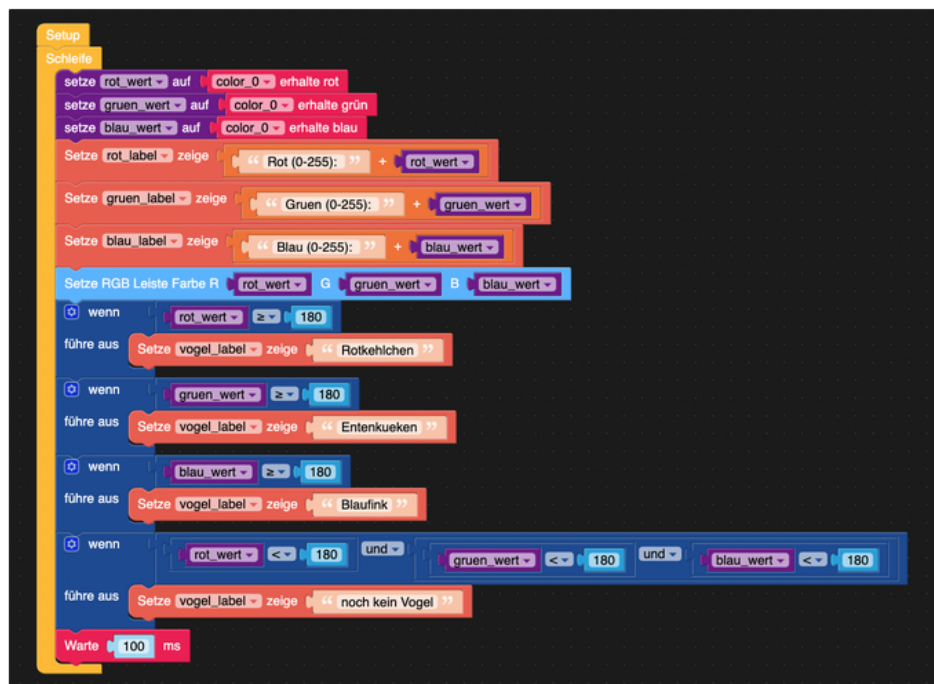 Setup
Schleife
setze rot_wert auf color_0 erhalte rot
setze gruen_wert auf color_0 erhalte grün
setze blau_wert auf color_0 erhalte blau
Setze rot_label zeige “ Rot (0-255): ” + rot_wert
Setze gruen_label zeige “ Gruen (0-255): ” + gruen_wert
Setze blau_label zeige “ Blau (0-255): ” + blau_wert
Setze RGB Leiste Farbe R rot_wert G gruen_wert B blau_wert
wenn rot_wert ≥ 180
führe aus Setze vogel_label zeige “ Rotkehlchen ”
wenn gruen_wert ≥ 180
führe aus Setze vogel_label zeige “ Entenkueken ”
wenn blau_wert ≥ 180
führe aus Setze vogel_label zeige “ Blaufink ”
wenn rot_wert < 180 und gruen_wert < 180 und blau_wert < 180
führe aus Setze vogel_label zeige “ noch kein Vogel ”
Warte 100 ms